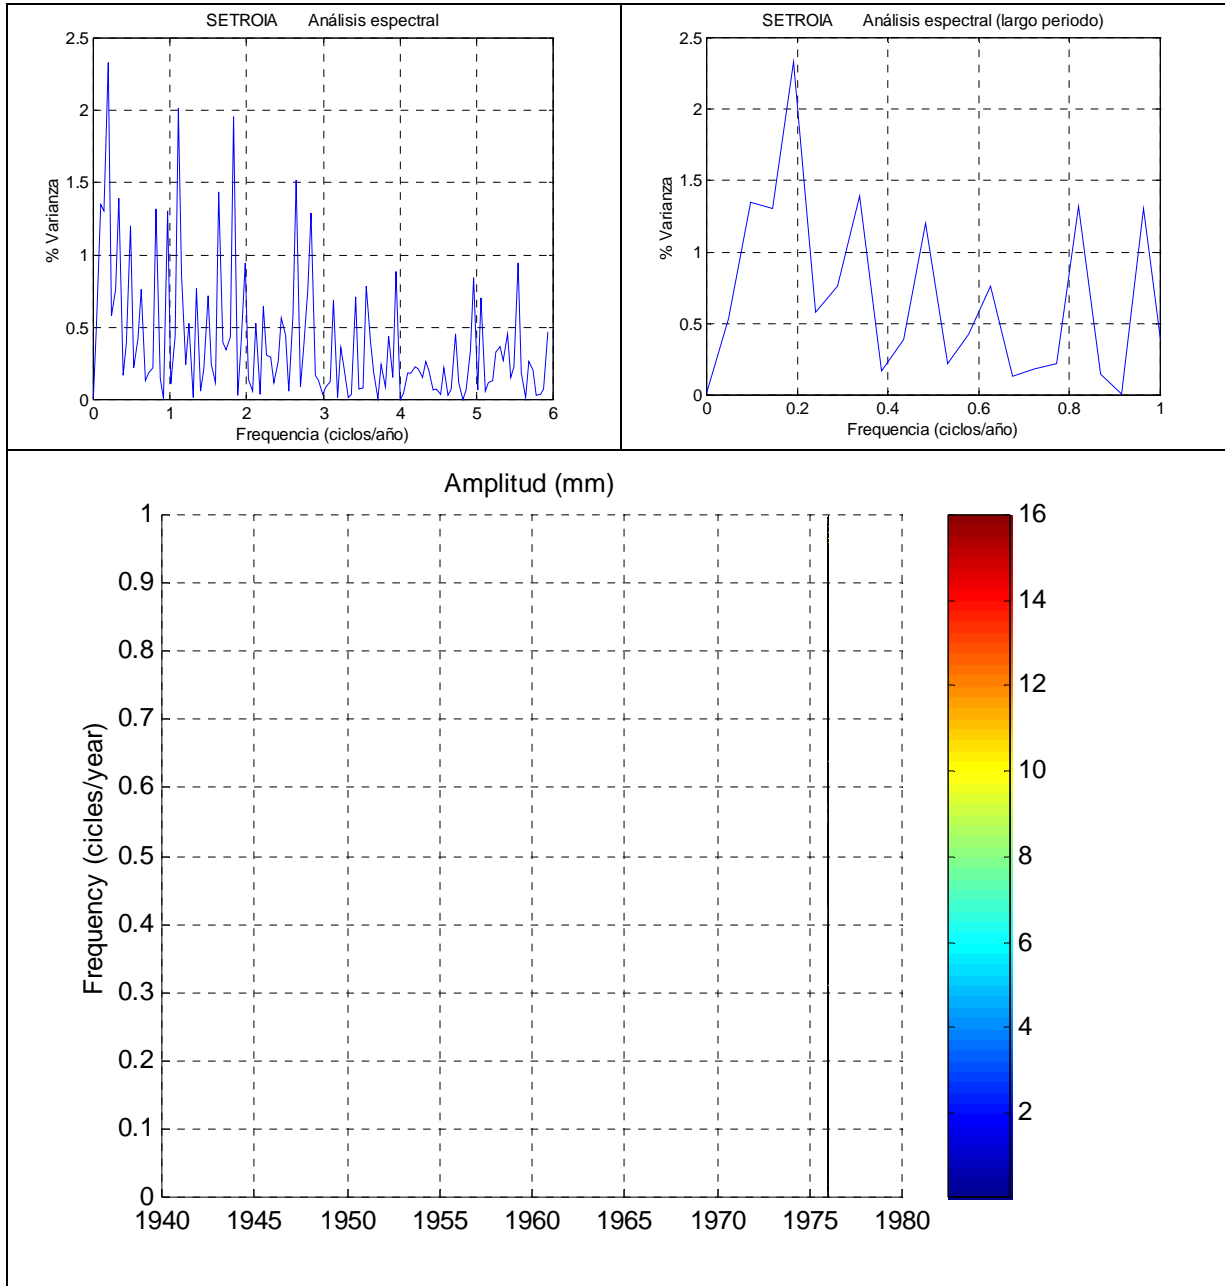 SETROIA Análisis espectral
2.5
2
1.5
1
0.5
0
% Varianza
0 1 2 3 4 5 6
Frequencia (ciclos/año)
SETROIA Análisis espectral (largo periodo)
2.5
2
1.5
1
0.5
0
% Varianza
0 0.2 0.4 0.6 0.8 1
Frequencia (ciclos/año)
Amplitud (mm)
1
0.9
0.8
0.7
0.6
0.5
0.4
0.3
0.2
0.1
0
Frequency (cicles/year)
1940 1945 1950 1955 1960 1965 1970 1975 1980
16
14
12
10
8
6
4
2